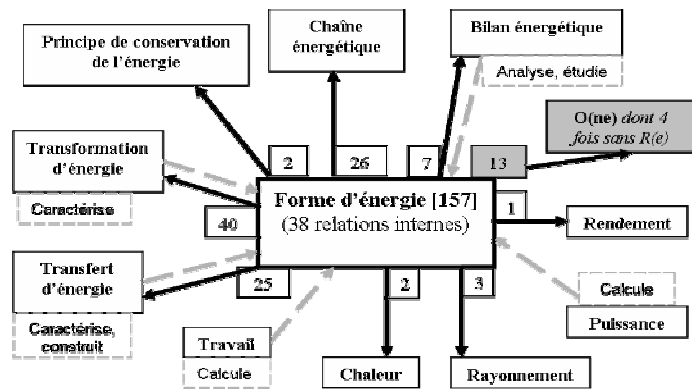 Principe de conservation
de l'énergie
Chaîne
énergétique
Bilan énergétique
Analyse, étudie
O(ne) dont 4
fois sans R(e)
Transformation
d'énergie
Caractérise
2
26
7
13
Forme d'énergie [157]
(38 relations internes)
40
1
Rendement
Transfert
d'énergie
Caractérise,
construit
25
2
3
Calcule
Puissance
Travail
Calcule
Chaleur
Rayonnement